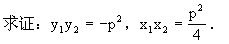 求证：y₁y₂ = -p²，x₁x₂ = p²/4．